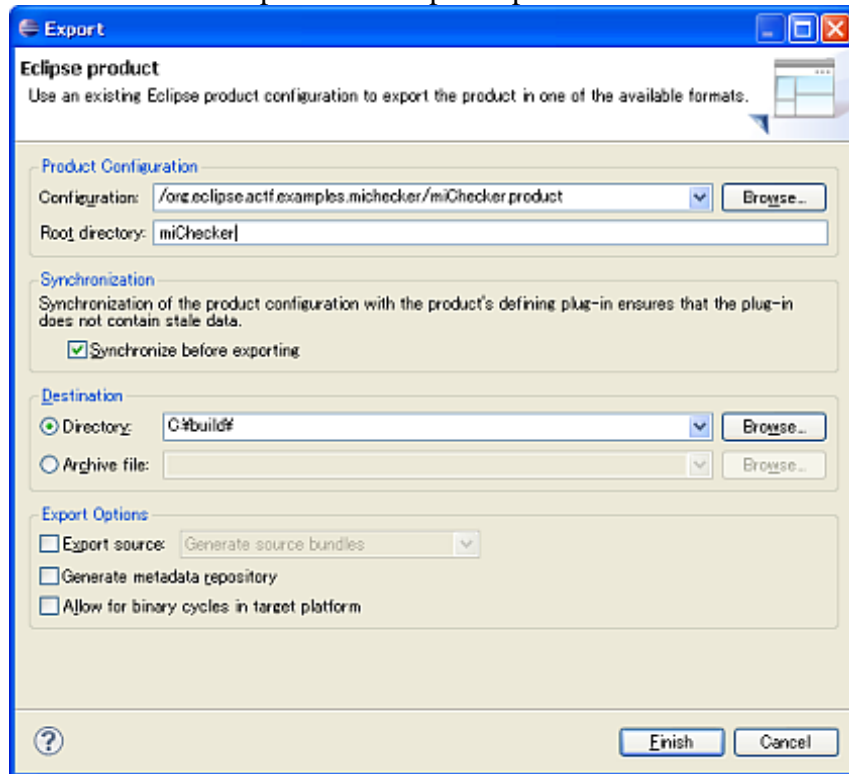 Export
Eclipse product
Use an existing Eclipse product configuration to export the product in one of the available formats.
Product Configuration
Configuration: /org.eclipse.actf.examples.michecker/miChecker.product Browse...
Root directory: miChecker
Synchronization
Synchronization of the product configuration with the product's defining plug-in ensures that the plug-in
does not contain stale data.
Synchronize before exporting
Destination
Directory: C:¥build¥ Browse...
Archive file: Browse...
Export Options
Export source: Generate source bundles
Generate metadata repository
Allow for binary cycles in target platform
? Finish Cancel